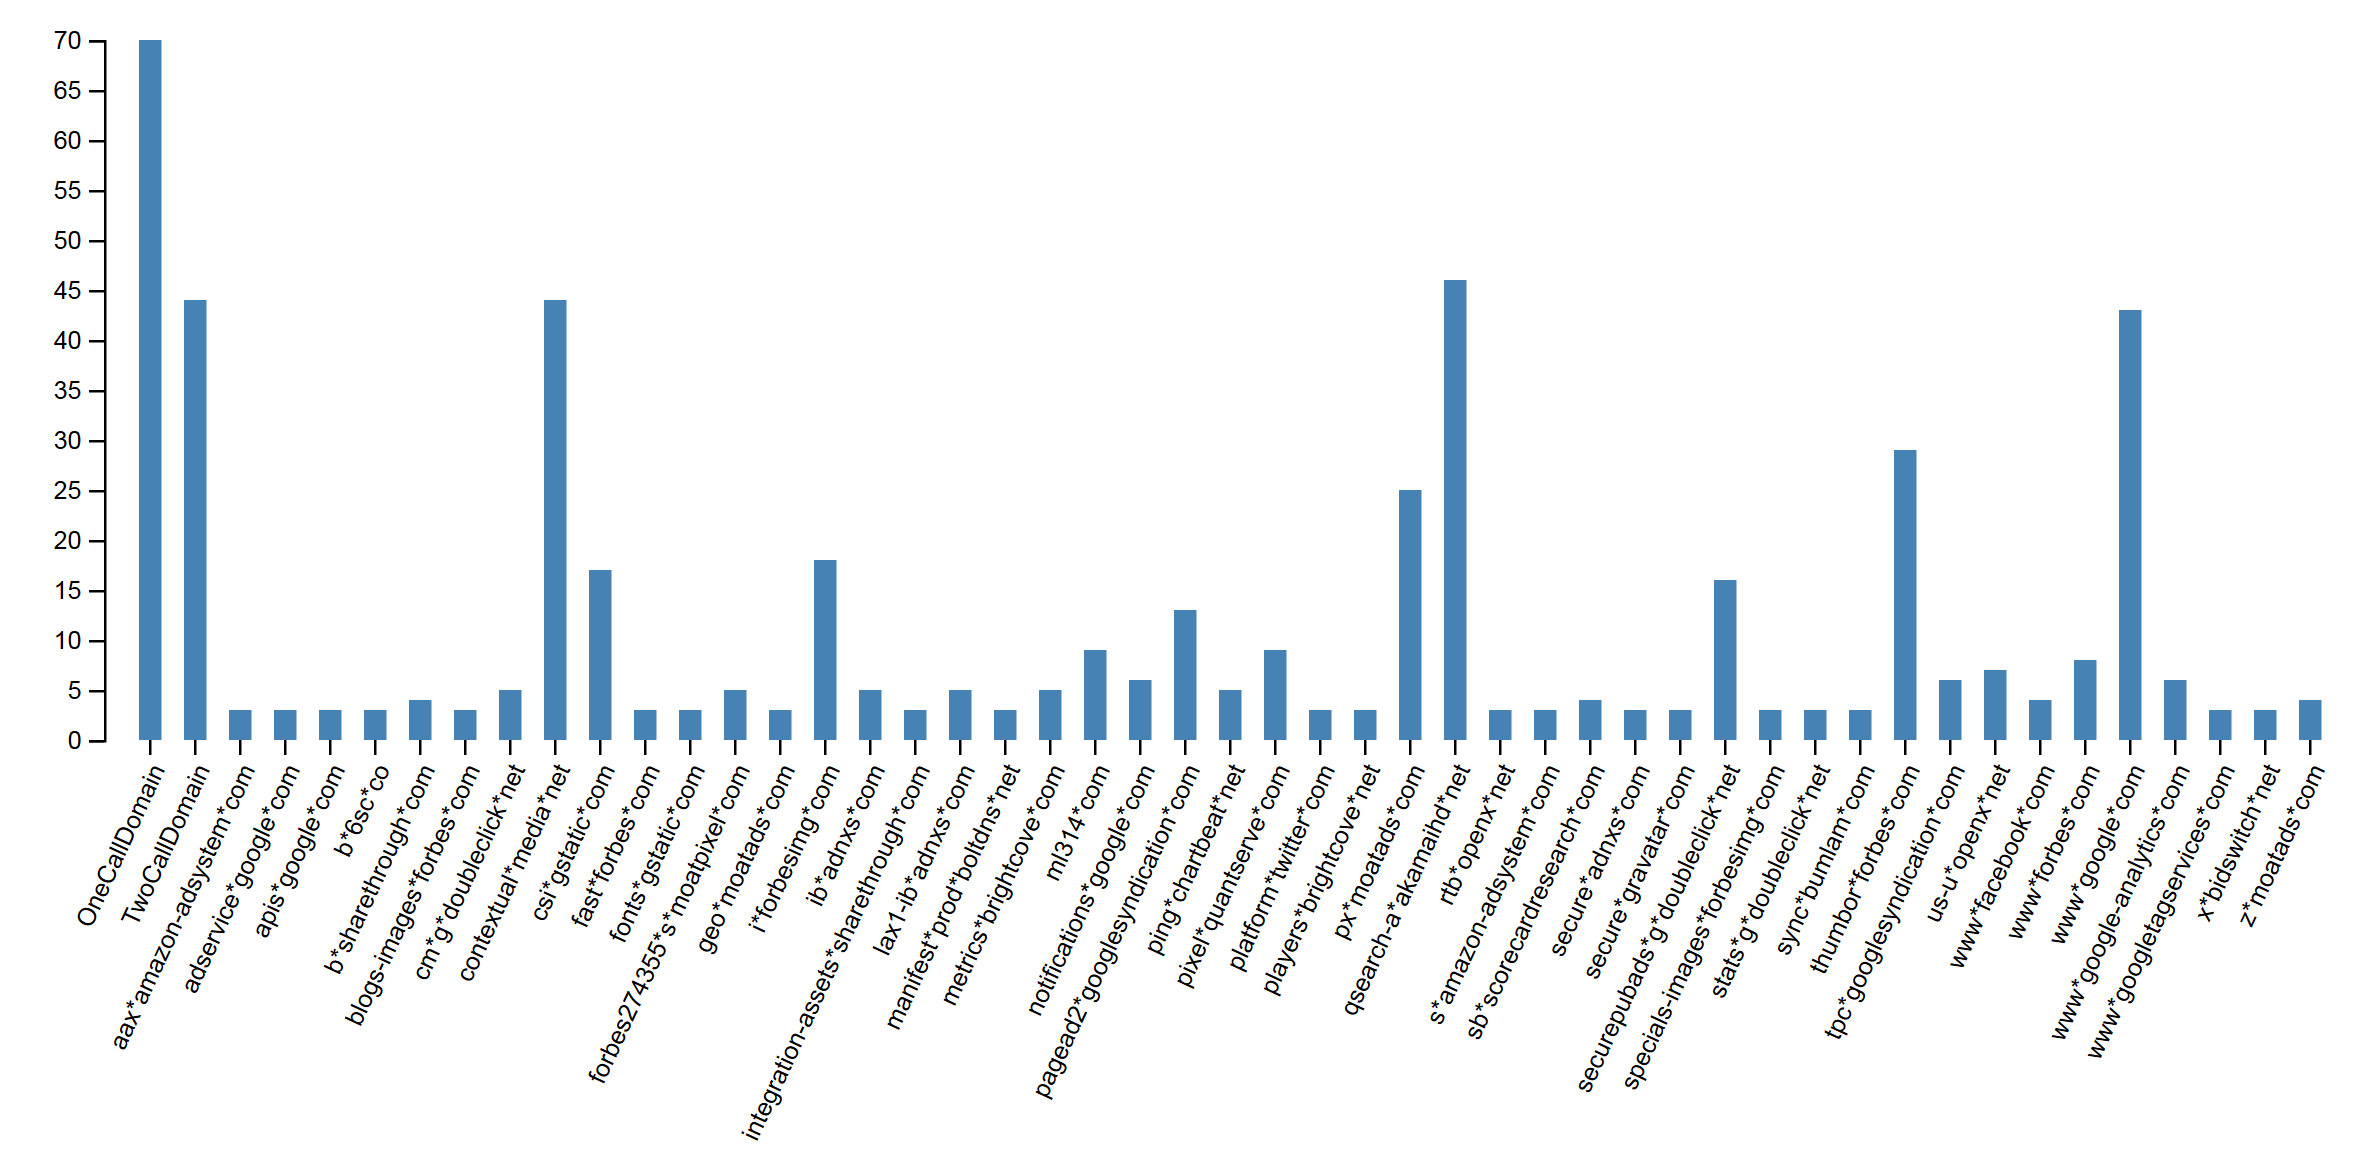 70
65
60
55
50
45
40
35
30
25
20
15
10
5
0
OneCallDomain
TwoCallDomain
aax*amazon-adsystem*com
adservice*google*com
apis*google*com
b*6sc*co
b*sharethrough*com
blogs-images*forbes*com
cm*g*doubleclick*net
contextual*media*net
csi*gstatic*com
fast*forbes*com
fonts*gstatic*com
forbes274355*s*moatpixel*com
geo*moatads*com
i*forbesimg*com
ib*adnxs*com
integration-assets*sharethrough*com
lax1-ib*adnxs*com
manifest*prod*boltdns*net
metrics*brightcove*com
ml314*com
notifications*google*com
pagead2*googlesyndication*com
ping*chartbeat*net
pixel*quantserve*com
platform*twitter*com
players*brightcove*net
px*moatads*com
qsearch-a*akamaihd*net
rtb*openx*net
s*amazon-adsystem*com
sb*scorecardresearch*com
secure*adnxs*com
secure*gravatar*com
securepubads*g*doubleclick*net
specials-images*forbesimg*com
stats*g*doubleclick*net
sync*bumlam*com
thumbor*forbes*com
tpc*googlesyndication*com
us-u*openx*net
www*facebook*com
www*forbes*com
www*google*com
www*google-analytics*com
www*googletagservices*com
x*bidswitch*net
z*moatads*com